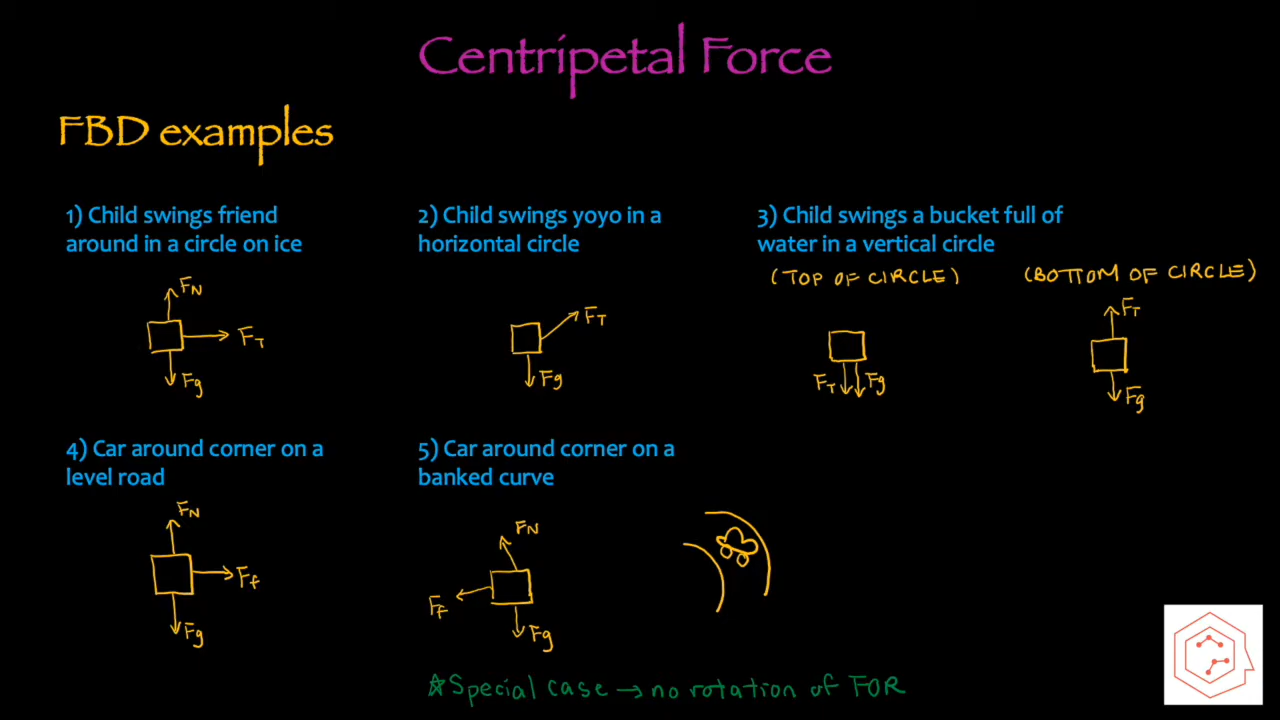 Centripetal Force
FBD examples
1) Child swings friend
around in a circle on ice
FN
FT
Fg
2) Child swings yoyo in a
horizontal circle
FT
Fg
3) Child swings a bucket full of
water in a vertical circle
(TOP OF CIRCLE)
FT Fg
(BOTTOM OF CIRCLE)
FT
Fg
4) Car around corner on a
level road
FN
Ff
Fg
5) Car around corner on a
banked curve
FN
Ff
Fg
☆Special case → no rotation of FOR